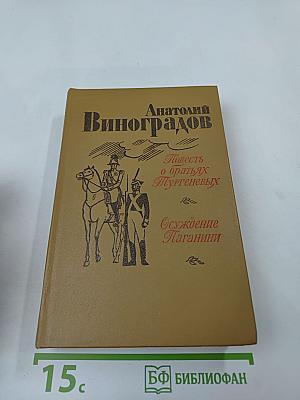 Анатолий
Виноградов
Повесть
о братьях
Тургеневых
Осуждение
Паганини
15с
БФ БИБЛИОФАН